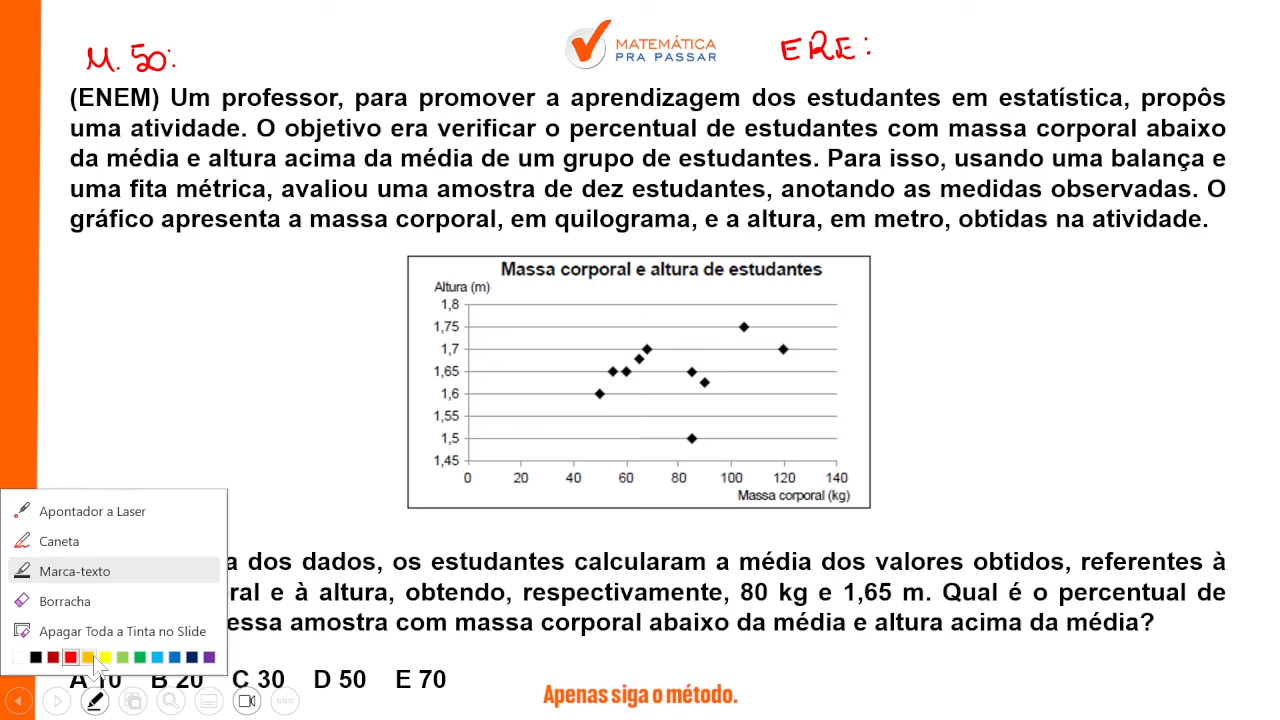 M. 50:
MATEMÁTICA
PRA PASSAR
ERE:
(ENEM) Um professor, para promover a aprendizagem dos estudantes em estatística, propôs
uma atividade. O objetivo era verificar o percentual de estudantes com massa corporal abaixo
da média e altura acima da média de um grupo de estudantes. Para isso, usando uma balança e
uma fita métrica, avaliou uma amostra de dez estudantes, anotando as medidas observadas. O
gráfico apresenta a massa corporal, em quilograma, e a altura, em metro, obtidas na atividade.
Massa corporal e altura de estudantes
Altura (m)
1,8
1,75
1,7
1,65
1,6
1,55
1,5
1,45
0 20 40 60 80 100 120 140
Massa corporal (kg)
Apontador a Laser
Caneta
Marca-texto
Borracha
Apagar Toda a Tinta no Slide
a dos dados, os estudantes calcularam a média dos valores obtidos, referentes à
ral e à altura, obtendo, respectivamente, 80 kg e 1,65 m. Qual é o percentual de
essa amostra com massa corporal abaixo da média e altura acima da média?
A 10 B 20 C 30 D 50 E 70
Apenas siga o método.